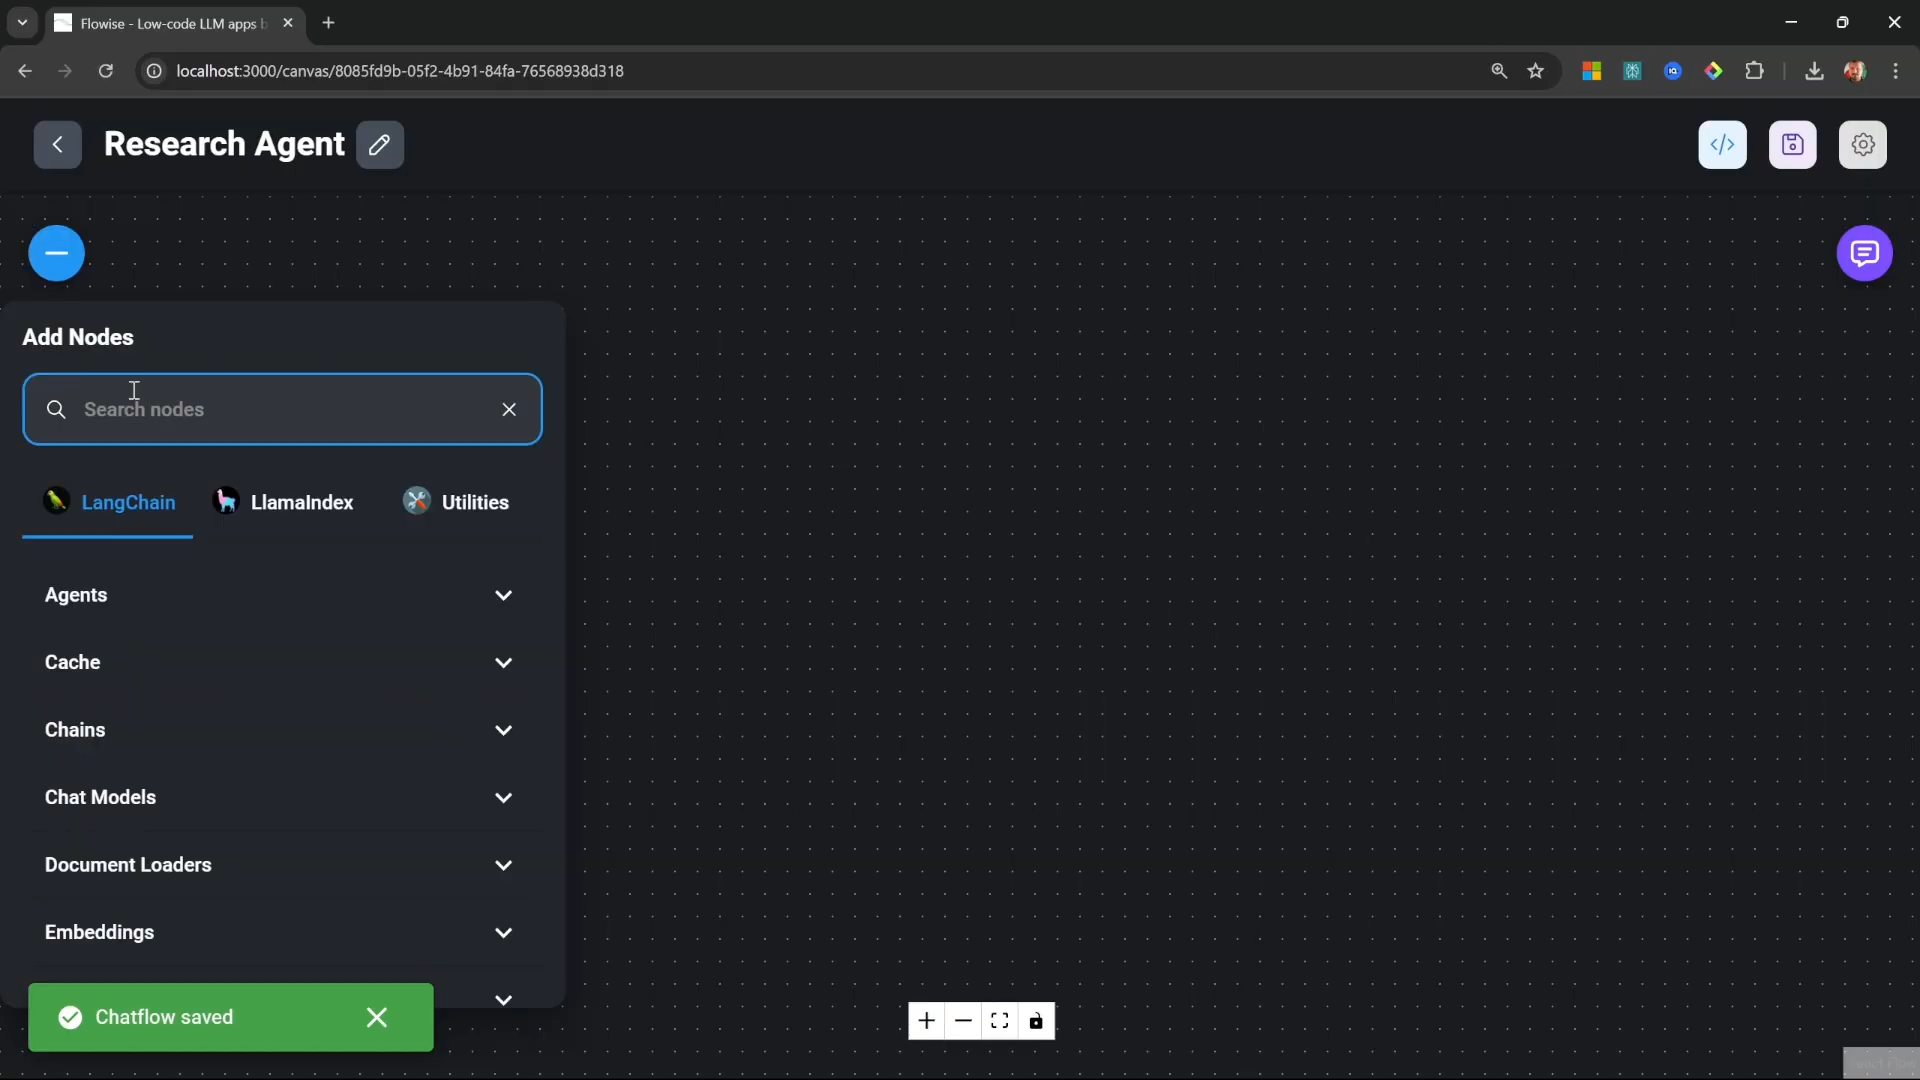 Flowise - Low-code LLM apps b
localhost:3000/canvas/8085fd9b-05f2-4b91-84fa-76568938d318
Research Agent
Add Nodes
Search nodes
LangChain LlamaIndex Utilities
Agents
Cache
Chains
Chat Models
Document Loaders
Embeddings
Chatflow saved